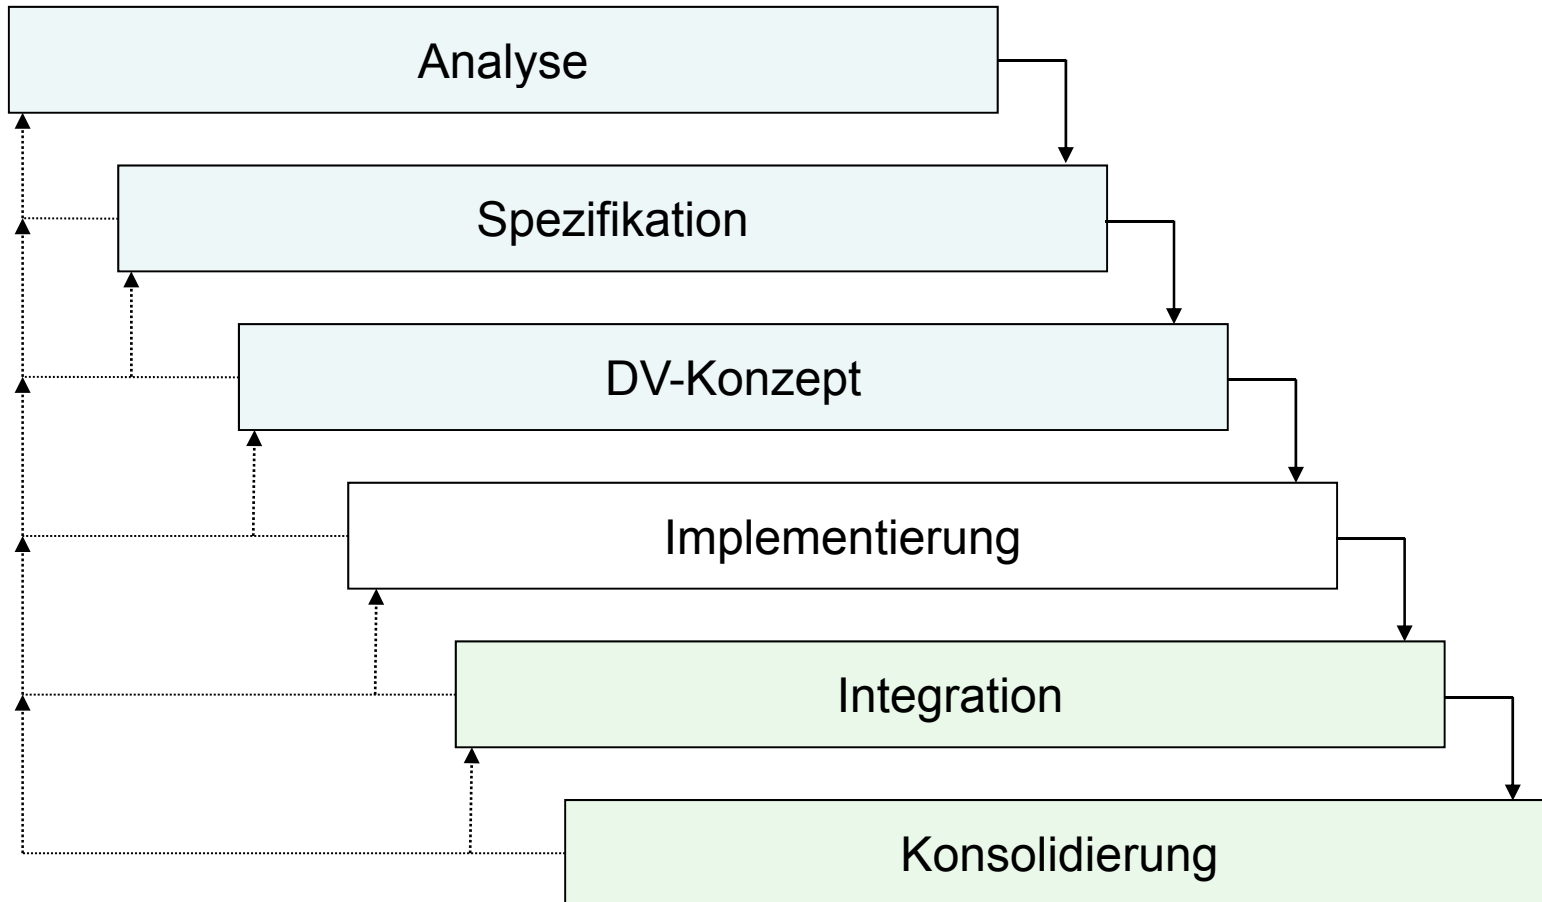 Analyse
Spezifikation
DV-Konzept
Implementierung
Integration
Konsolidierung